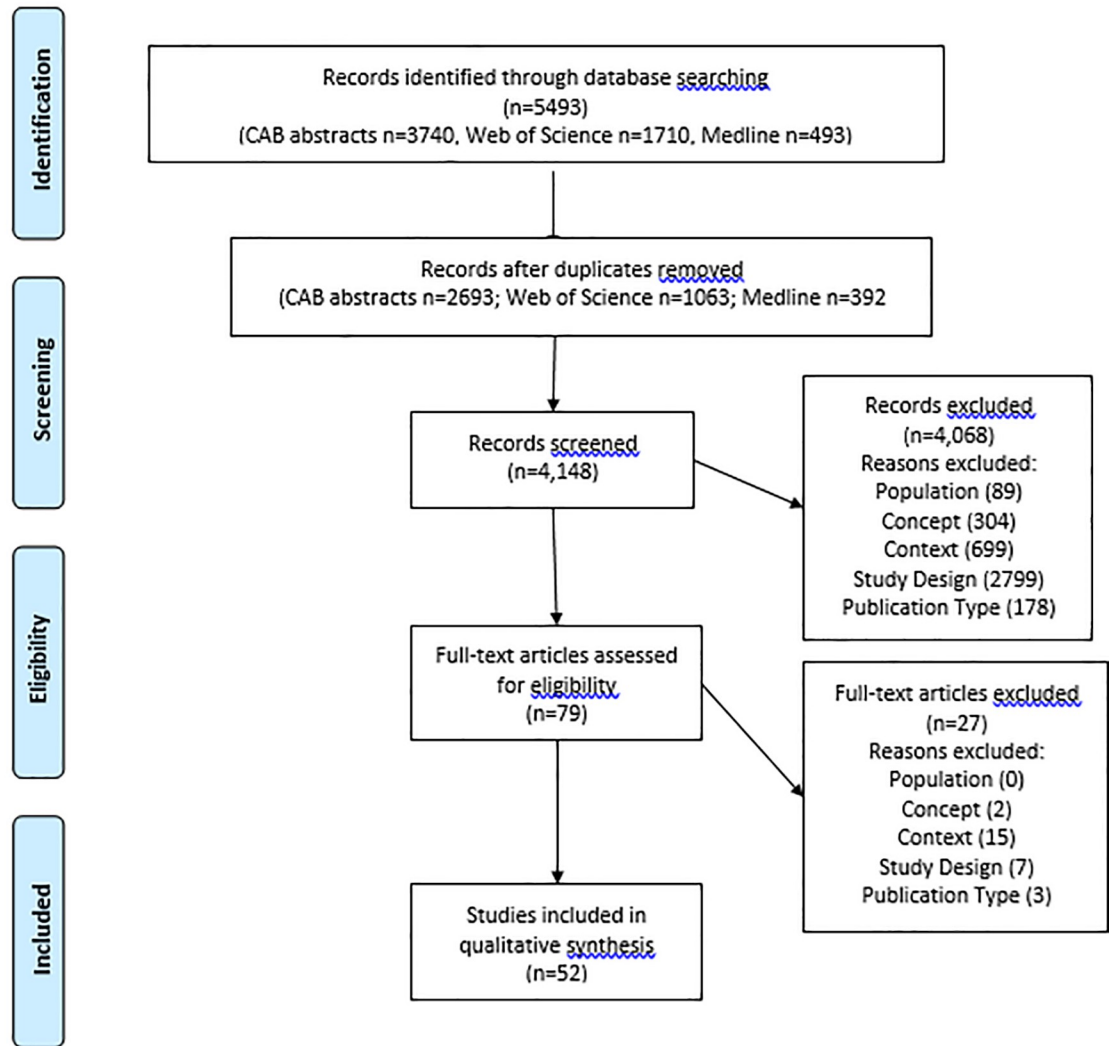 Identification
Records identified through database searching
(n=5493)
(CAB abstracts n=3740, Web of Science n=1710, Medline n=493)
Records after duplicates removed
(CAB abstracts n=2693; Web of Science n=1063; Medline n=392
Screening
Records screened
(n=4,148)
Records excluded
(n=4,068)
Reasons excluded:
Population (89)
Concept (304)
Context (699)
Study Design (2799)
Publication Type (178)
Eligibility
Full-text articles assessed
for eligibility
(n=79)
Full-text articles excluded
(n=27)
Reasons excluded:
Population (0)
Concept (2)
Context (15)
Study Design (7)
Publication Type (3)
Included
Studies included in
qualitative synthesis
(n=52)